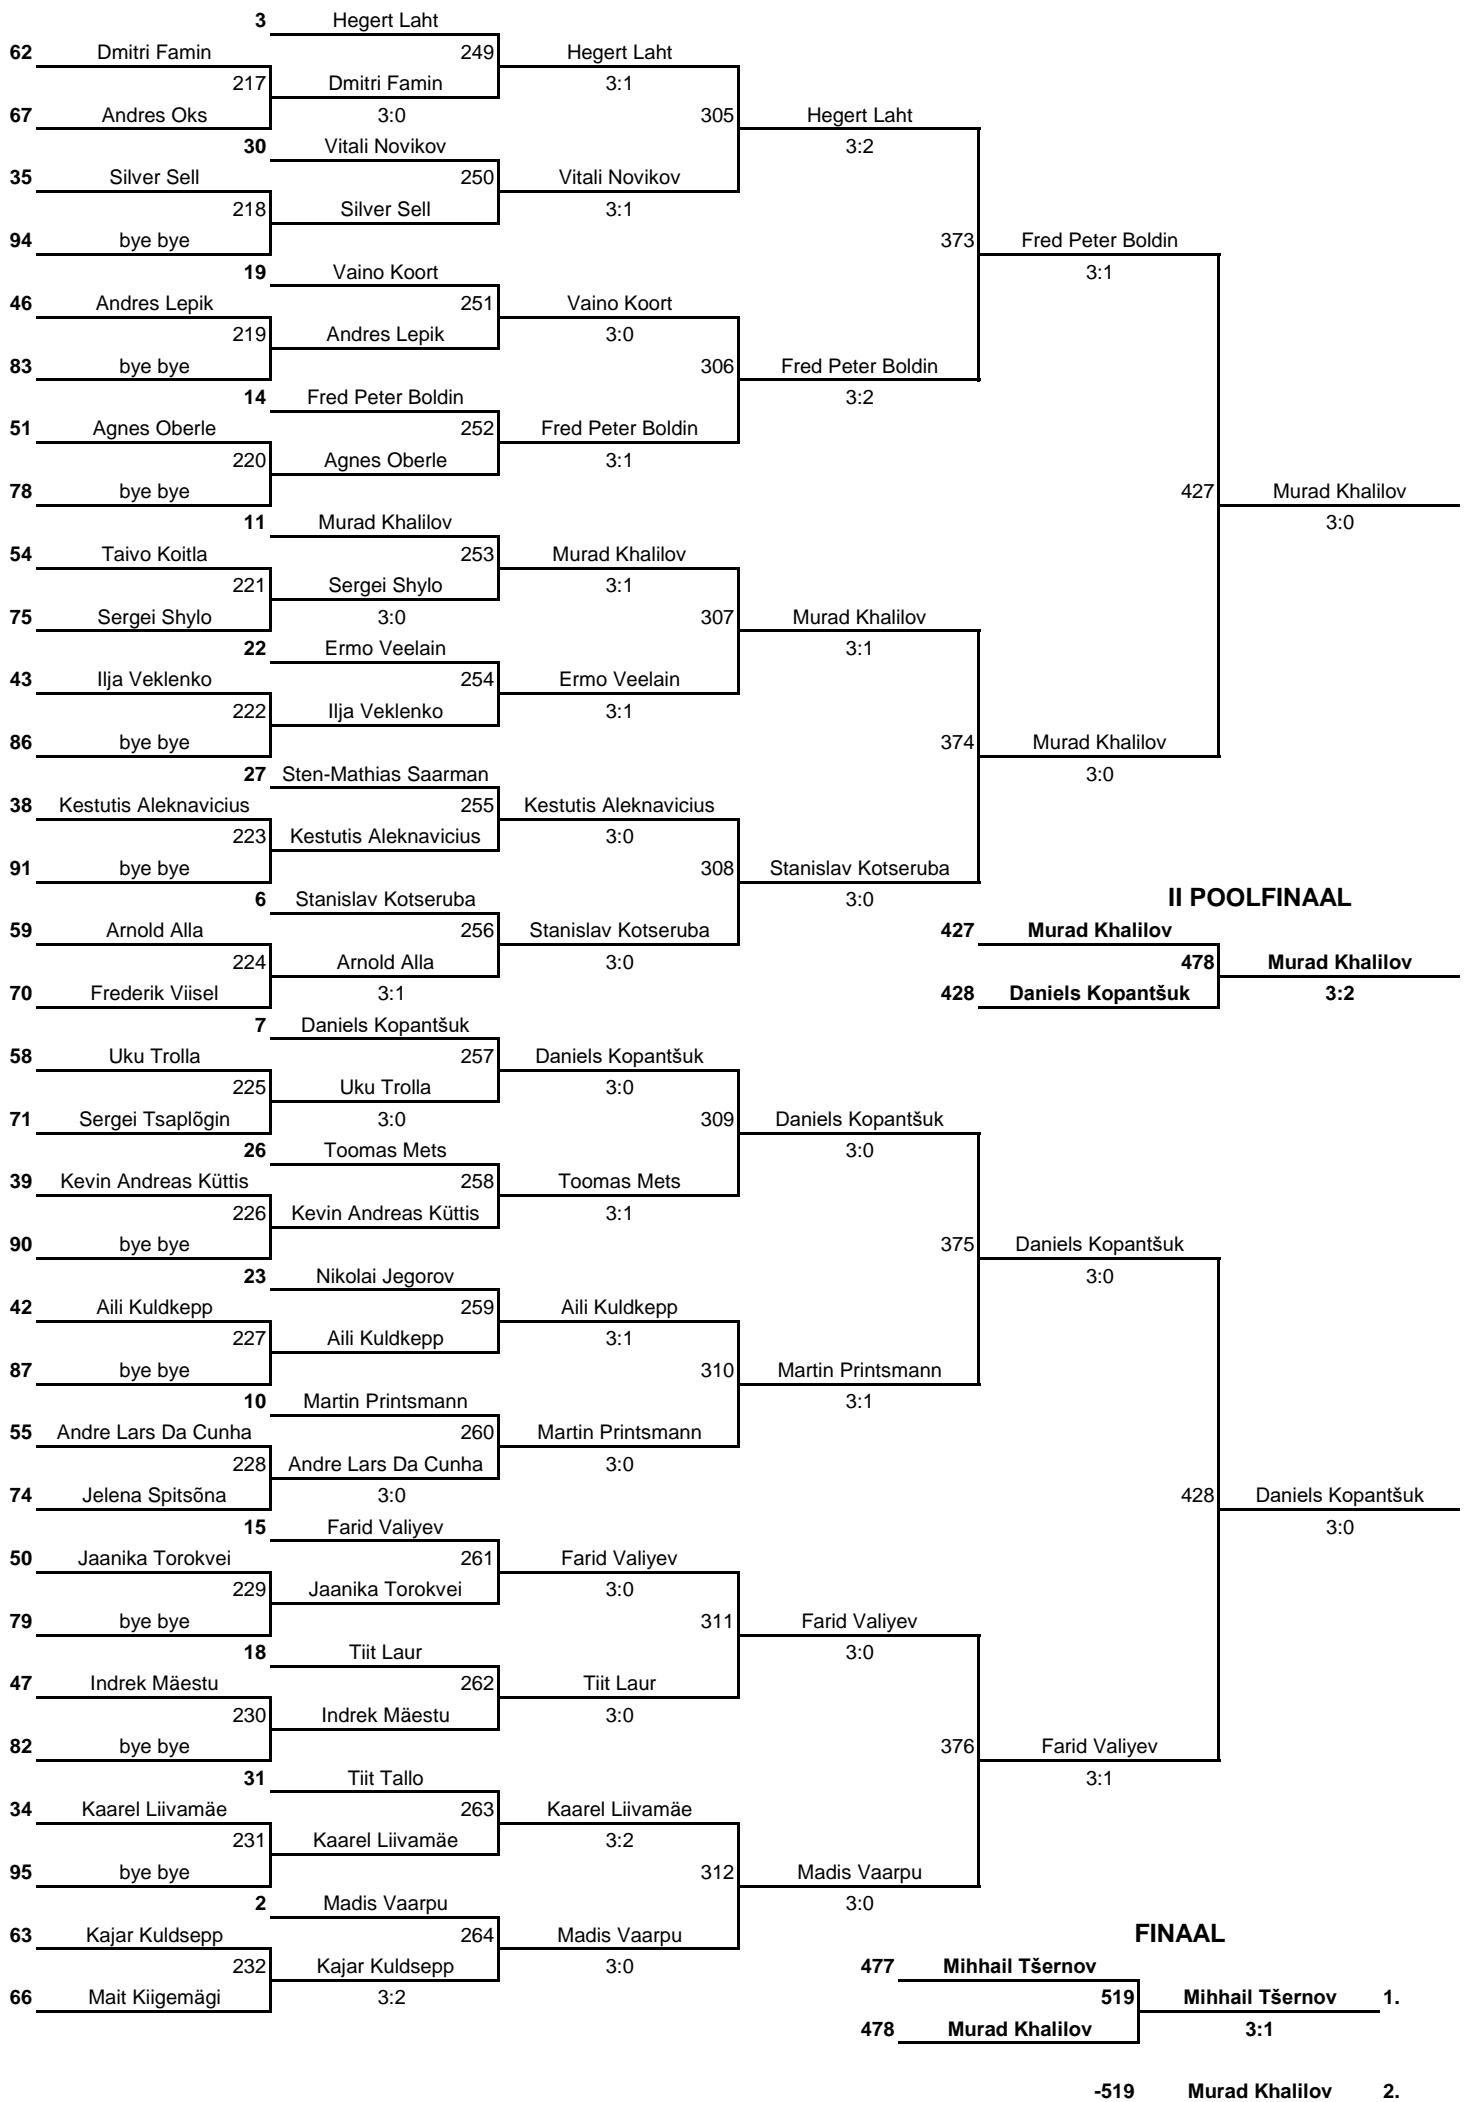 3 Hegert Laht
62 Dmitri Famin 249 Hegert Laht
217 Dmitri Famin 3:1
67 Andres Oks 3:0 305 Hegert Laht
30 Vitali Novikov 3:2
35 Silver Sell 250 Vitali Novikov
218 Silver Sell 3:1
94 bye bye 373 Fred Peter Boldin
19 Vaino Koort 3:1
46 Andres Lepik 251 Vaino Koort
219 Andres Lepik 3:0
83 bye bye 306 Fred Peter Boldin
14 Fred Peter Boldin 3:2
51 Agnes Oberle 252 Fred Peter Boldin
220 Agnes Oberle 3:1
78 bye bye 427 Murad Khalilov
11 Murad Khalilov 3:0
54 Taivo Koitla 253 Murad Khalilov
221 Sergei Shylo 3:1
75 Sergei Shylo 3:0 307 Murad Khalilov
22 Ermo Veelain 3:1
43 Ilja Veklenko 254 Ermo Veelain
222 Ilja Veklenko 3:1
86 bye bye 374 Murad Khalilov
27 Sten-Mathias Saarman 3:0
38 Kestutis Aleknavicius 255 Kestutis Aleknavicius
223 Kestutis Aleknavicius 3:0
91 bye bye 308 Stanislav Kotseruba
6 Stanislav Kotseruba 3:0 II POOLFINAAL
59 Arnold Alla 256 Stanislav Kotseruba 427 Murad Khalilov
224 Arnold Alla 3:0 478 Murad Khalilov
70 Frederik Viisel 3:1 428 Daniels Kopantšuk 3:2
7 Daniels Kopantšuk
58 Uku Trolla 257 Daniels Kopantšuk
225 Uku Trolla 3:0
71 Sergei Tsaplõgin 3:0 309 Daniels Kopantšuk
26 Toomas Mets 3:0
39 Kevin Andreas Küttis 258 Toomas Mets
226 Kevin Andreas Küttis 3:1
90 bye bye 375 Daniels Kopantšuk
23 Nikolai Jegorov 3:0
42 Aili Kuldkepp 259 Aili Kuldkepp
227 Aili Kuldkepp 3:1
87 bye bye 310 Martin Printsmann
10 Martin Printsmann 3:1
55 Andre Lars Da Cunha 260 Martin Printsmann
228 Andre Lars Da Cunha 3:0
74 Jelena Spitsõna 3:0 428 Daniels Kopantšuk
15 Farid Valiyev 3:0
50 Jaanika Torokvei 261 Farid Valiyev
229 Jaanika Torokvei 3:0
79 bye bye 311 Farid Valiyev
18 Tiit Laur 3:0
47 Indrek Mäestu 262 Tiit Laur
230 Indrek Mäestu 3:0
82 bye bye 376 Farid Valiyev
31 Tiit Tallo 3:1
34 Kaarel Liivamäe 263 Kaarel Liivamäe
231 Kaarel Liivamäe 3:2
95 bye bye 312 Madis Vaarpu
2 Madis Vaarpu 3:0
63 Kajar Kuldsepp 264 Madis Vaarpu FINAAL
232 Kajar Kuldsepp 3:0 477 Mihhail Tšernov
66 Mait Kiigemägi 3:2 519 Mihhail Tšernov 1.
478 Murad Khalilov 3:1
-519 Murad Khalilov 2.